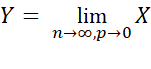 Y = lim X
n→∞,p→0